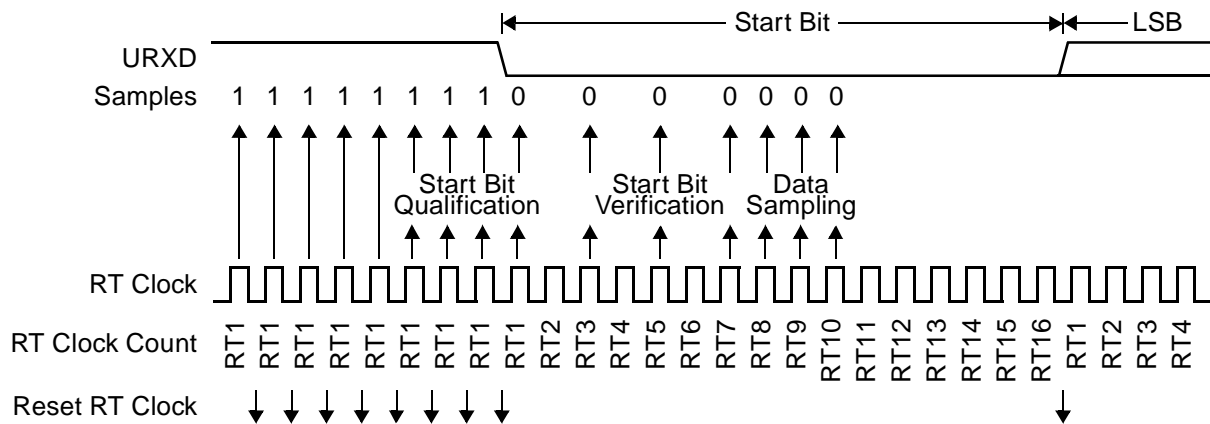 Start Bit LSB
URXD
Samples 1 1 1 1 1 1 1 1 0 0 0 0 0 0 0
Start Bit Qualification
Start Bit Verification
Data Sampling
RT Clock
RT Clock Count RT1 RT1 RT1 RT1 RT1 RT1 RT1 RT1 RT1 RT2 RT3 RT4 RT5 RT6 RT7 RT8 RT9 RT10 RT11 RT12 RT13 RT14 RT15 RT16 RT1 RT2 RT3 RT4
Reset RT Clock